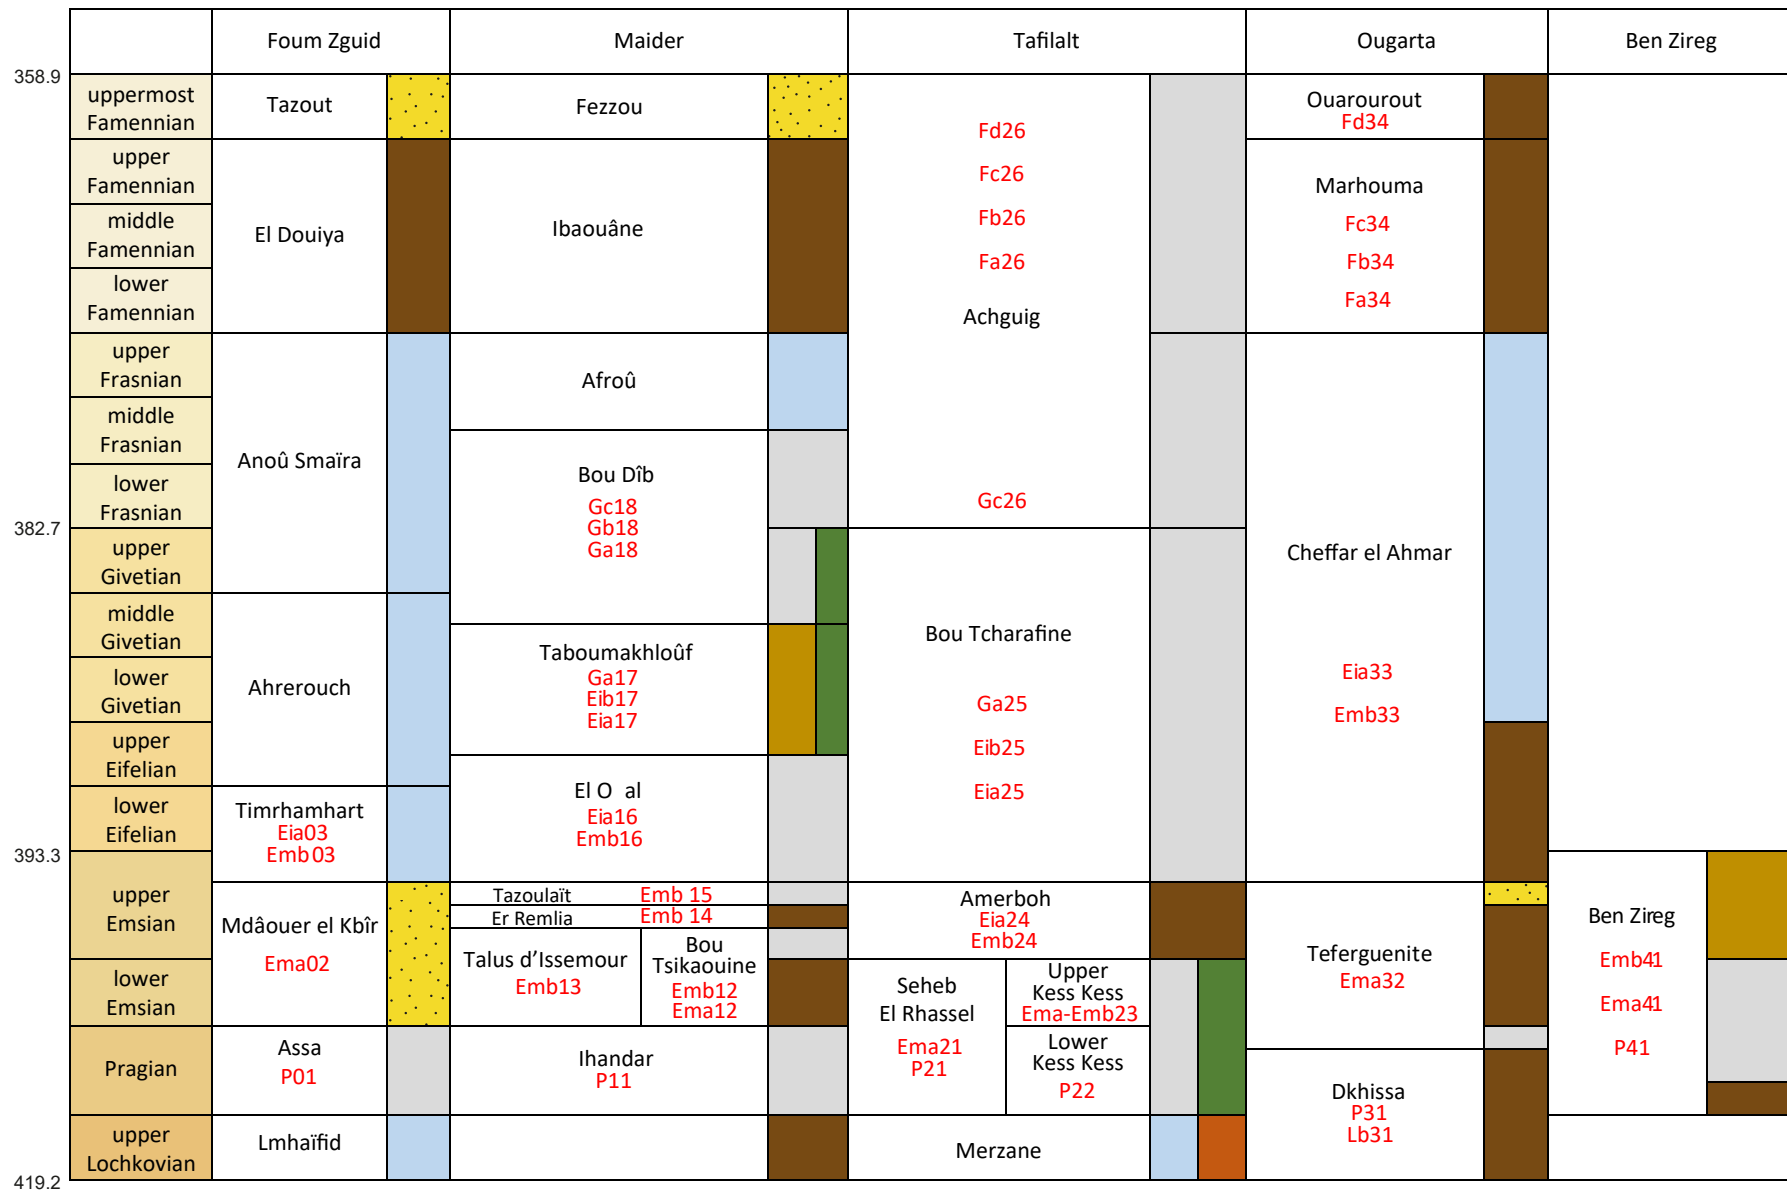 Foum Zguid
Maider
Tafilalt
Ougarta
Ben Zireg
358.9
382.7
393.3
419.2
uppermost
Famennian
upper
Famennian
middle
Famennian
lower
Famennian
upper
Frasnian
middle
Frasnian
lower
Frasnian
upper
Givetian
middle
Givetian
lower
Givetian
upper
Eifelian
lower
Eifelian
upper
Emsian
lower
Emsian
Pragian
upper
Lochkovian
Tazout
El Douiya
Anoû Smaïra
Ahrerouch
Timrhamhart
Eia03
Emb03
Mdâouer el Kbîr
Ema02
Assa
P01
Lmhaïfid
Fezzou
Ibaouâne
Afroû
Bou Dîb
Gc18
Gb18
Ga18
Taboumakhloûf
Ga17
Eib17
Eia17
El O al
Eia16
Emb16
Tazoulaït Emb 15
Er Remlia Emb 14
Talus d’Issemour
Emb13
Bou
Tsikaouine
Emb12
Ema12
Ihandar
P11
Fd26
Fc26
Fb26
Fa26
Achguig
Gc26
Bou Tcharafine
Ga25
Eib25
Eia25
Amerboh
Eia24
Emb24
Seheb
El Rhassel
Ema21
P21
Upper
Kess Kess
Ema-Emb23
Lower
Kess Kess
P22
Merzane
Ouarourout
Fd34
Marhouma
Fc34
Fb34
Fa34
Cheffar el Ahmar
Eia33
Emb33
Teferguenite
Ema32
Dkhissa
P31
Lb31
Ben Zireg
Emb41
Ema41
P41